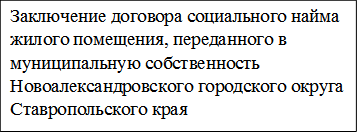 Заключение договора социального найма
жилого помещения, переданного в
муниципальную собственность
Новоалександровского городского округа
Ставропольского края